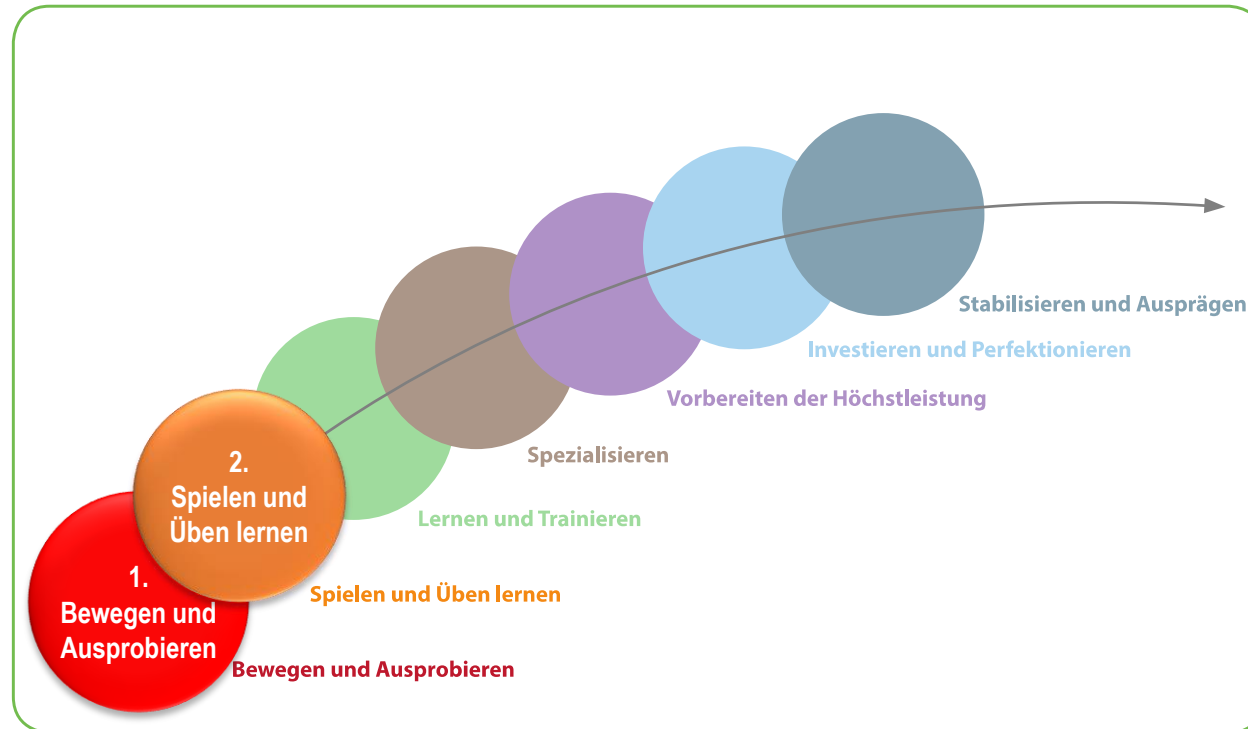 Stabilisieren und Ausprägen
Investieren und Perfektionieren
Vorbereiten der Höchstleistung
Spezialisieren
2.
Spielen und
Üben lernen
Lernen und Trainieren
1.
Bewegen und
Ausprobieren
Spielen und Üben lernen
Bewegen und Ausprobieren